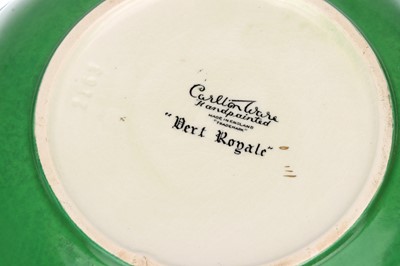 Carlton Ware
Handpainted
MADE IN ENGLAND
"TRADEMARK"
"Vert Royale"